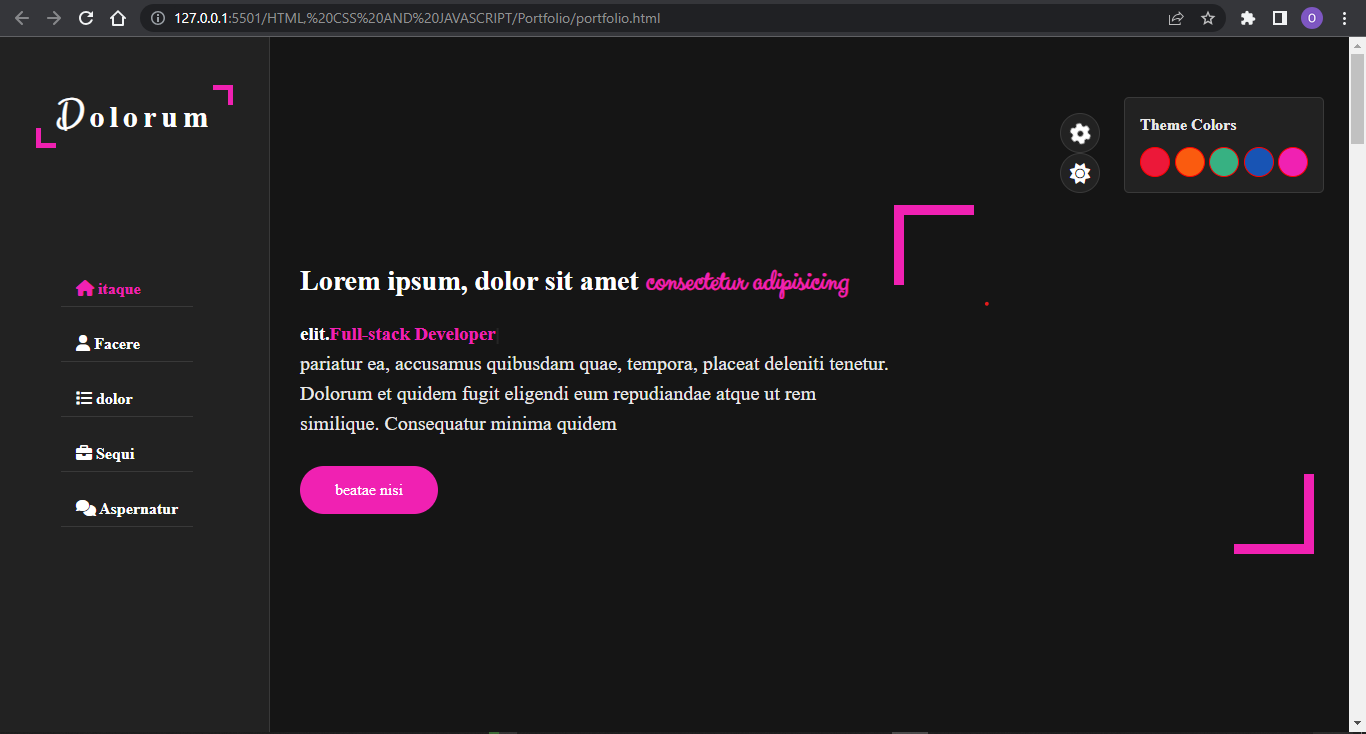 127.0.0.1:5501/HTML,%20CSS%20AND%20JAVASCRIPT/Portfolio/portfolio.html
O
Dolorum
itaque
Facere
dolor
Sequi
Aspernatur
Theme Colors
Lorem ipsum, dolor sit amet consectetur adipisicing
elit.Full-stack Developer
pariatur ea, accusamus quibusdam quae, tempora, placeat deleniti tenetur.
Dolorum et quidem fugit eligendi eum repudiandae atque ut rem
similique. Consequatur minima quidem
beatae nisi